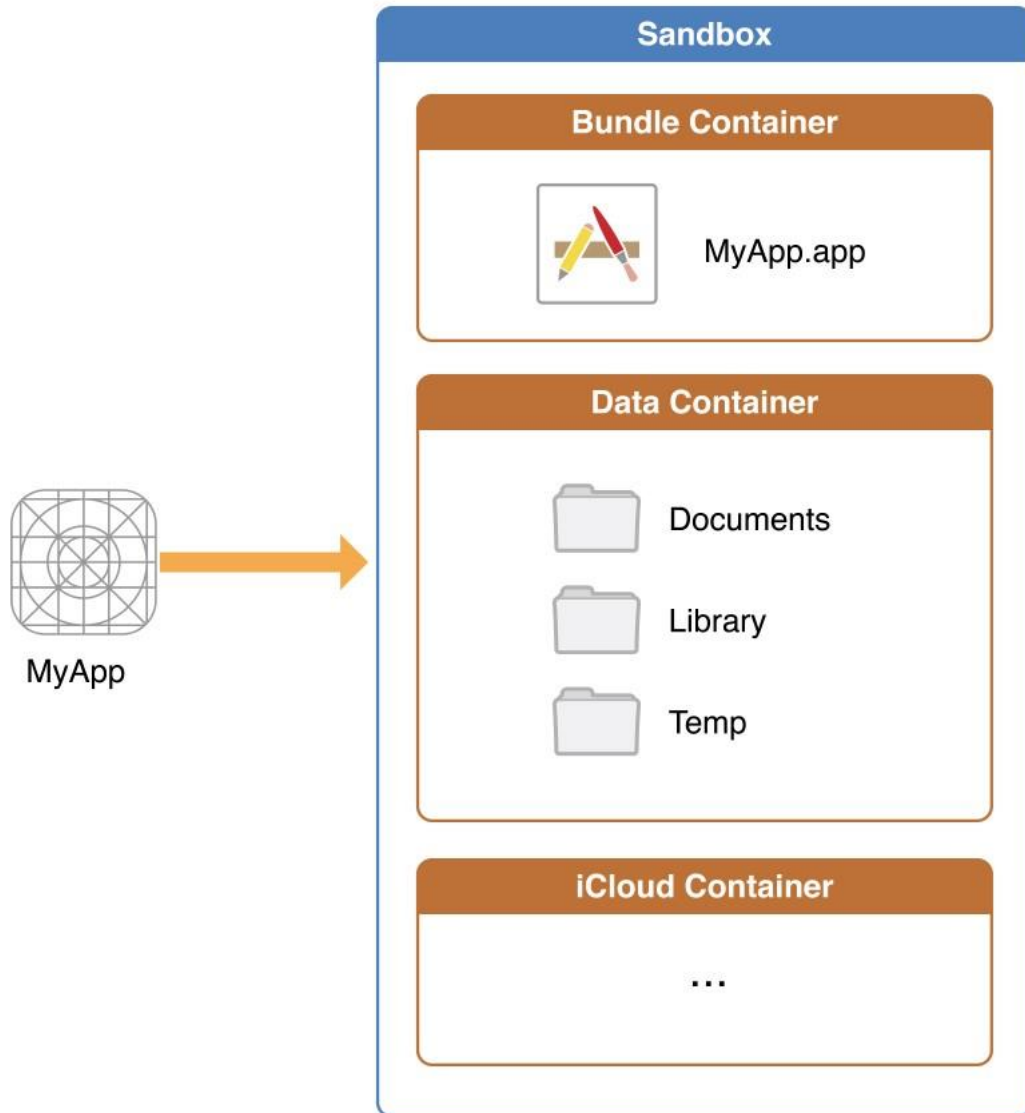 Sandbox
Bundle Container
MyApp.app
Data Container
Documents
Library
Temp
MyApp
iCloud Container
...